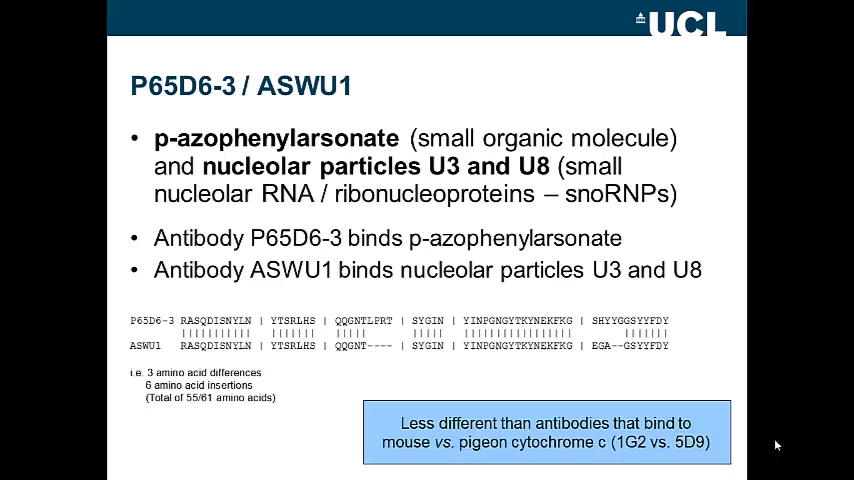 UCL
P65D6-3 / ASWU1
• p-azophenylarsonate (small organic molecule)
and nucleolar particles U3 and U8 (small
nucleolar RNA / ribonucleoproteins – snoRNPs)
• Antibody P65D6-3 binds p-azophenylarsonate
• Antibody ASWU1 binds nucleolar particles U3 and U8
P65D6-3 RASQDISNYLN | YTSRLHS | QQGNTLPRT | SYGIN | YINPGNGYTKYNEKFKG | SHYYGGSYYFDY
||||||||||| ||||||| ||||| ||||| ||||||||||||||||| |||||||
ASWU1 RASQDISNYLN | YTSRLHS | QQGNT---- | SYGIN | YINPGNGYTKYNEKFKG | EGA--GSYYFDY
i.e. 3 amino acid differences
6 amino acid insertions
(Total of 55/61 amino acids)
Less different than antibodies that bind to
mouse vs. pigeon cytochrome c (1G2 vs. 5D9)